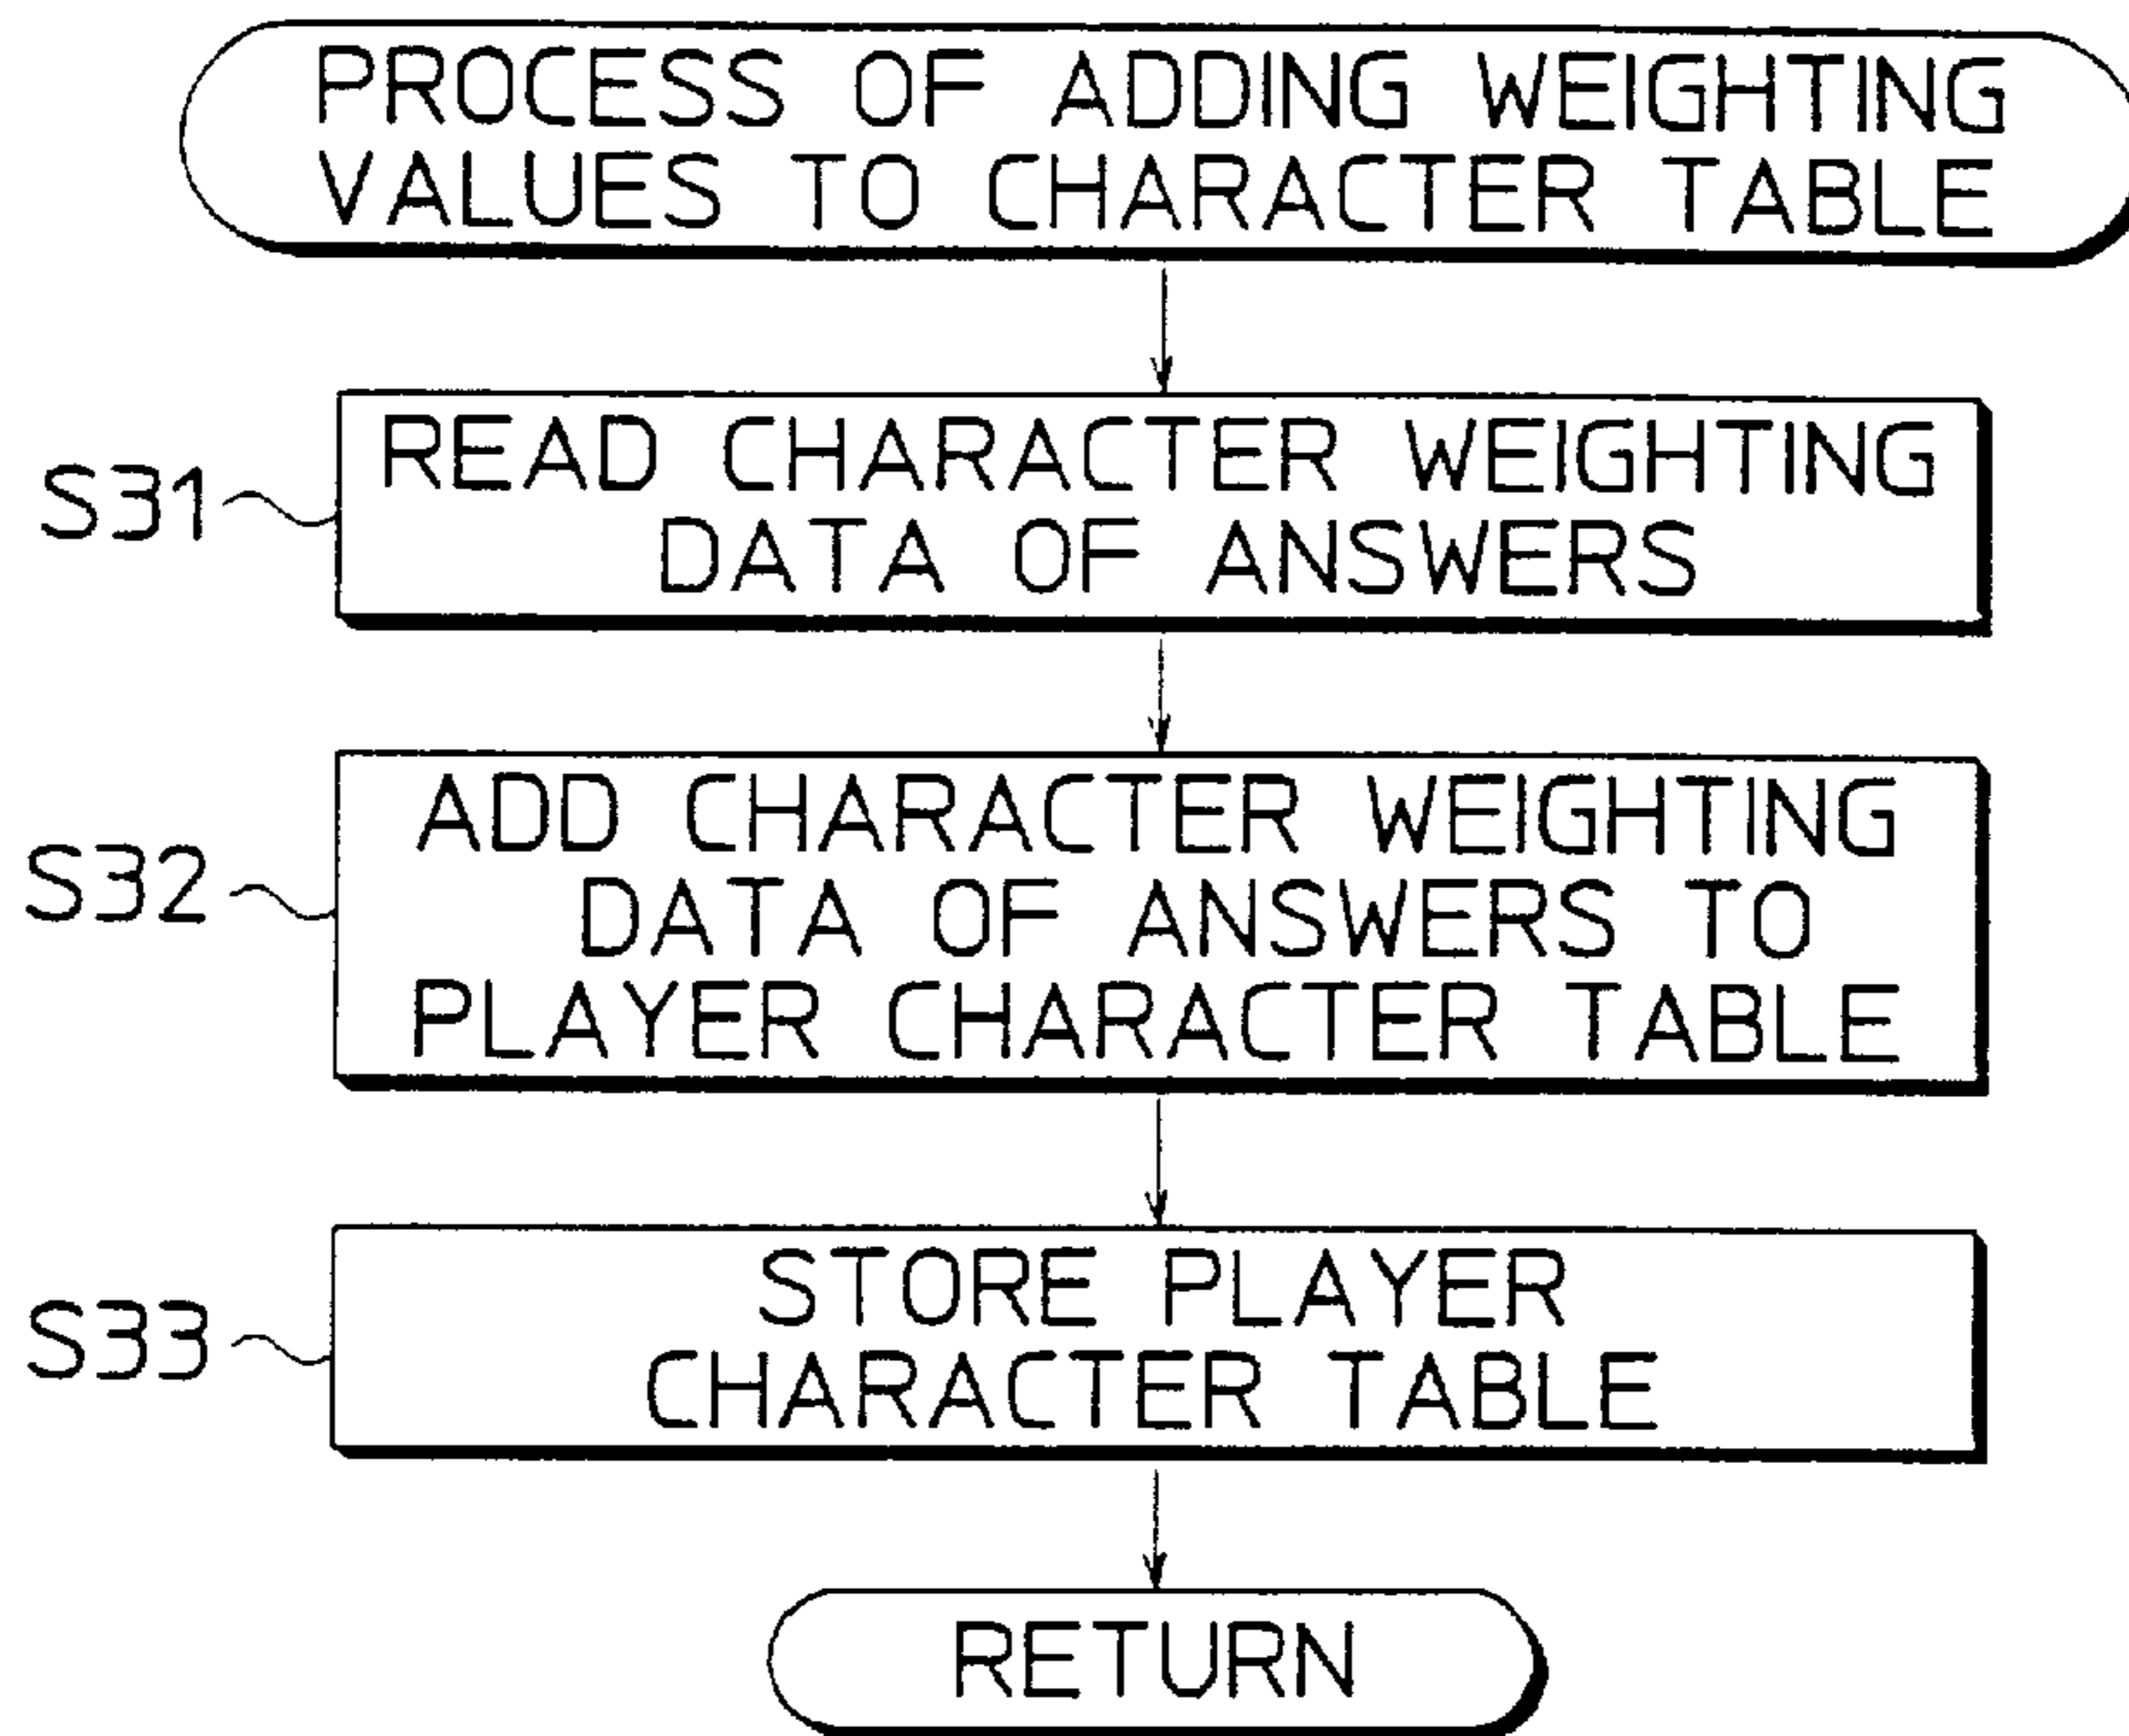 PROCESS OF ADDING WEIGHTING
VALUES TO CHARACTER TABLE
S31
READ CHARACTER WEIGHTING
DATA OF ANSWERS
S32
ADD CHARACTER WEIGHTING
DATA OF ANSWERS TO
PLAYER CHARACTER TABLE
S33
STORE PLAYER
CHARACTER TABLE
RETURN